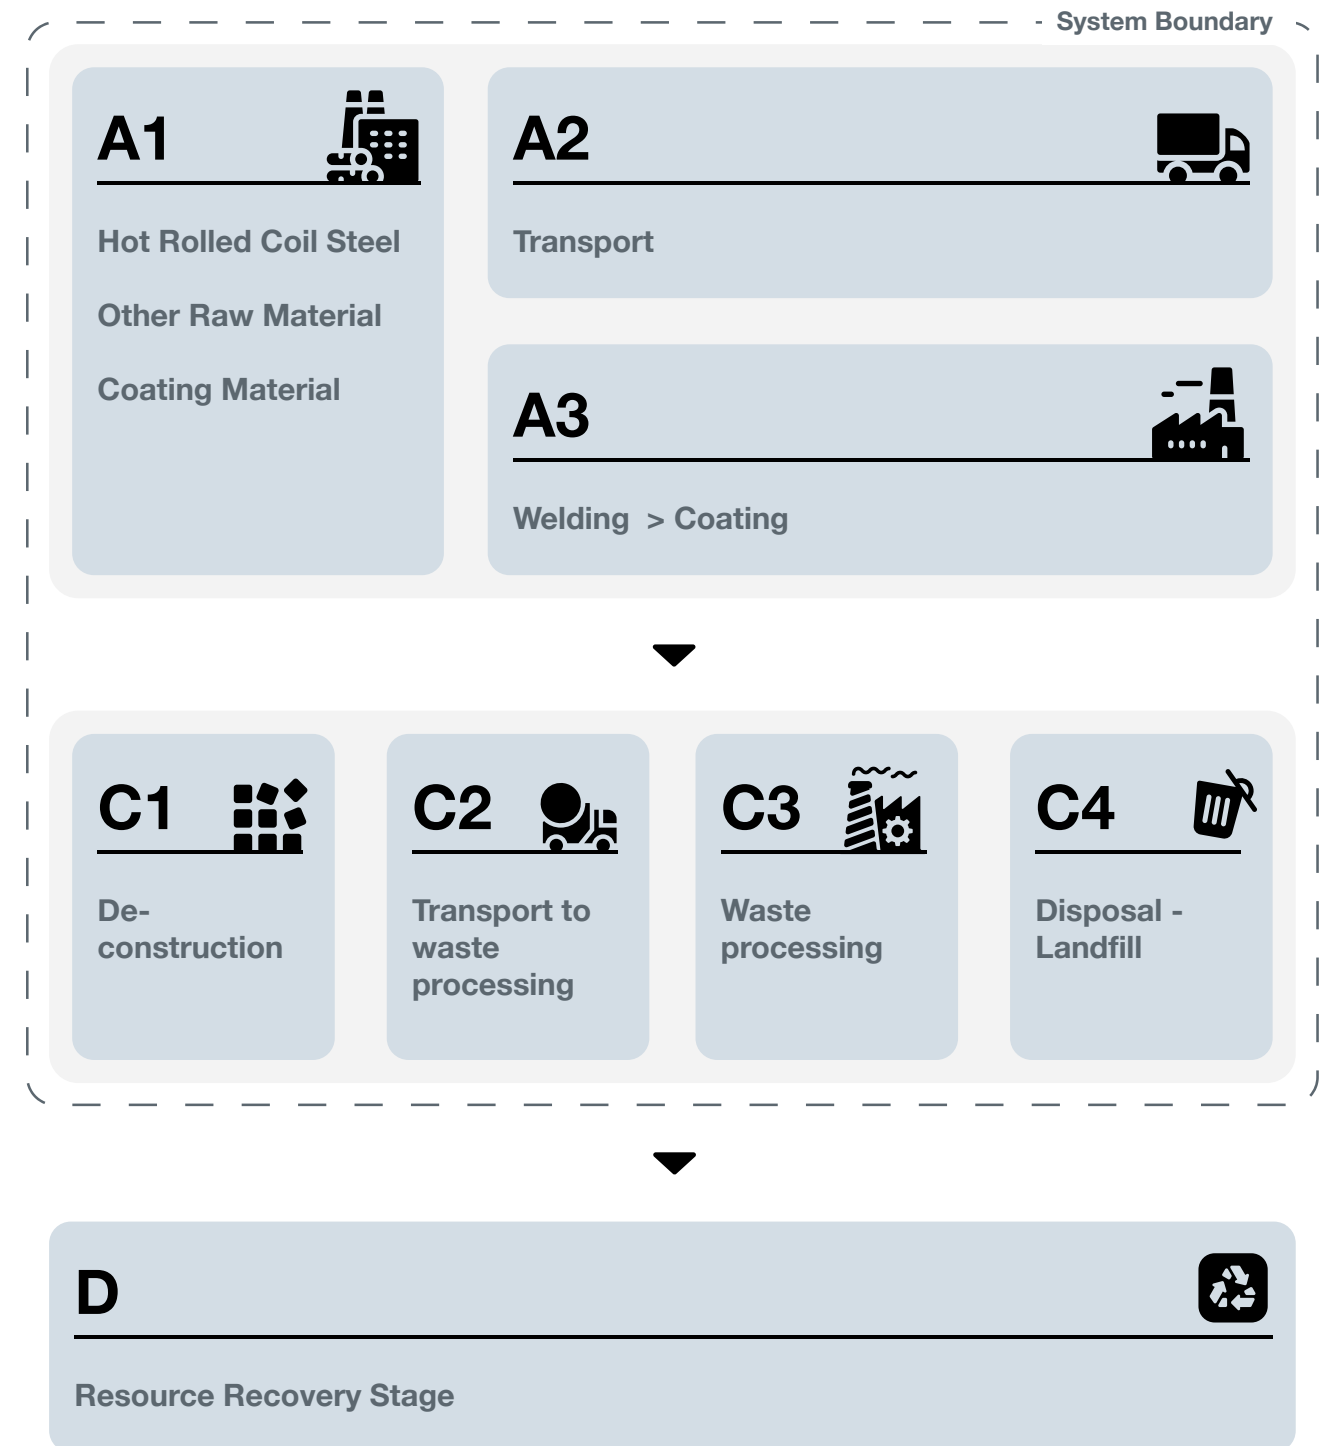 System Boundary
A1
Hot Rolled Coil Steel
Other Raw Material
Coating Material
A2
Transport
A3
Welding > Coating
C1
De-
construction
C2
Transport to
waste
processing
C3
Waste
processing
C4
Disposal -
Landfill
D
Resource Recovery Stage